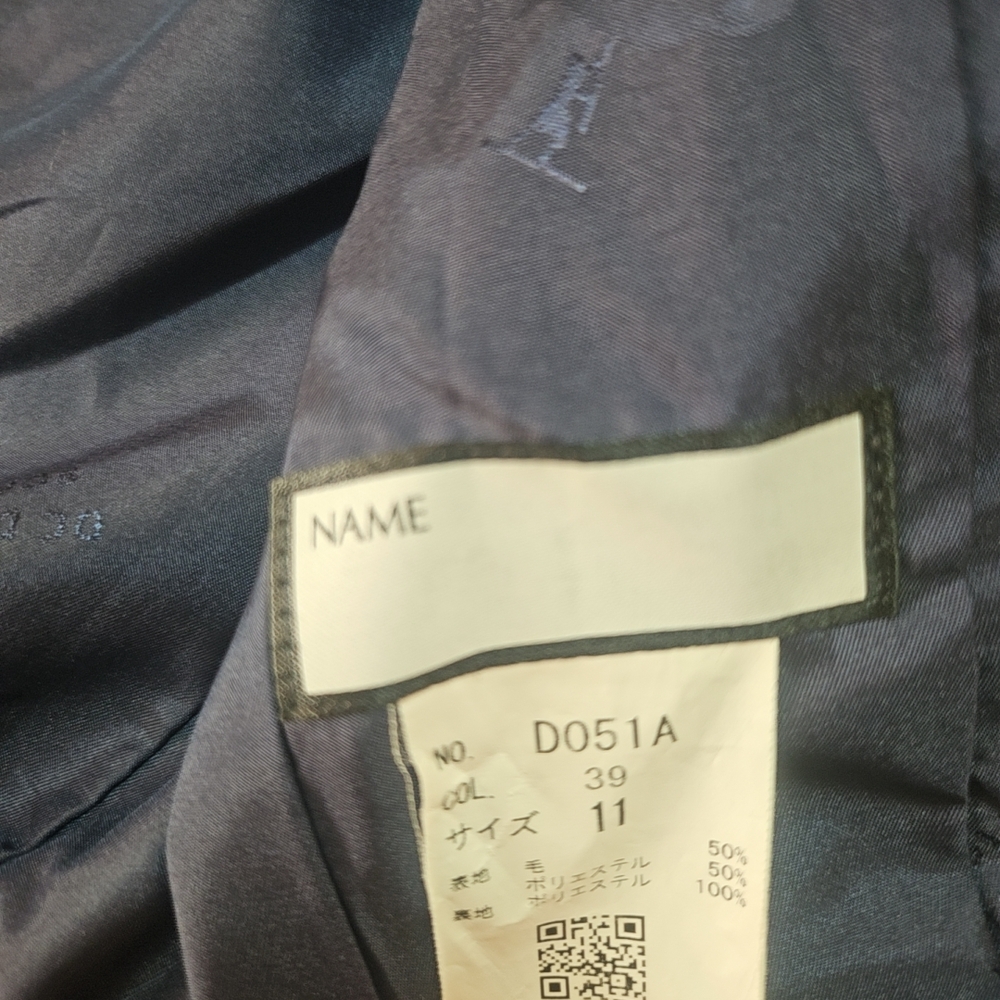 NAME
NO. D051A
COL. 39
サイズ 11
表地 毛 50%
ポリエステル 50%
裏地 ポリエステル 100%